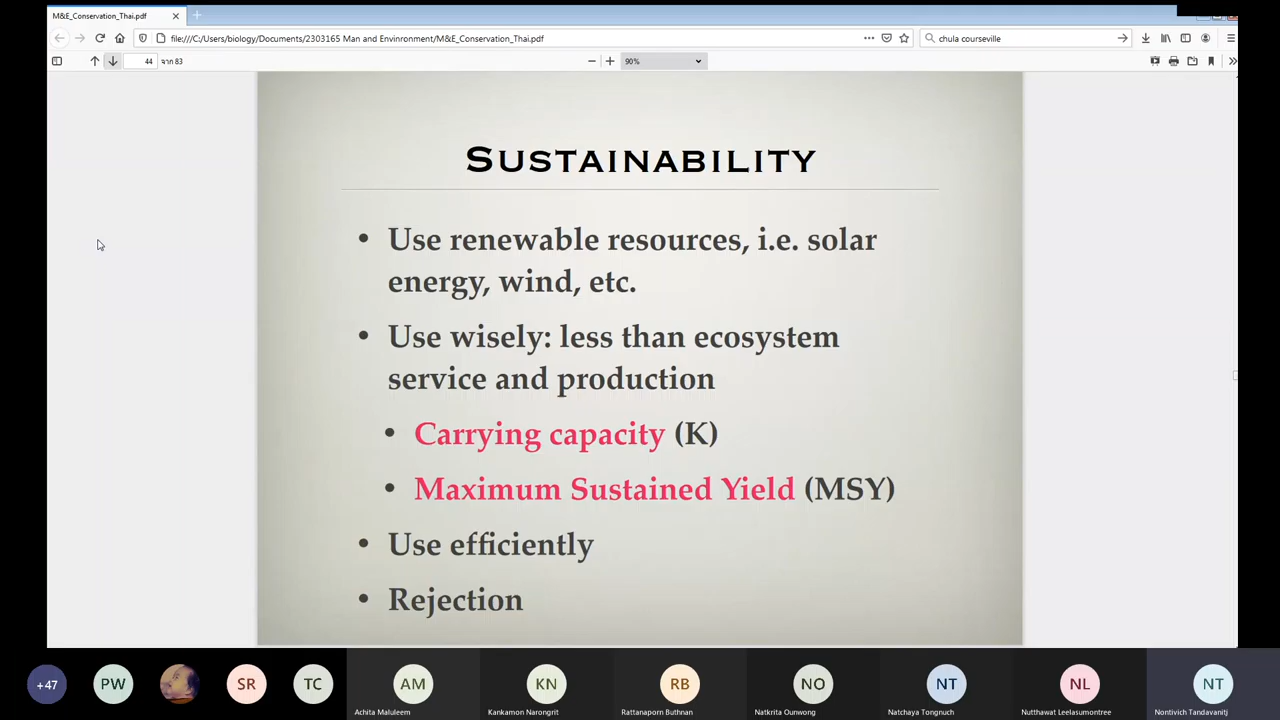 M&E_Conservation_Thai.pdf
file:///C:/Users/biology/Documents/2303165 Man and Envinronment/M&E_Conservation_Thai.pdf
chula courseville
44 จาก 83
90%
SUSTAINABILITY
• Use renewable resources, i.e. solar
energy, wind, etc.
• Use wisely: less than ecosystem
service and production
• Carrying capacity (K)
• Maximum Sustained Yield (MSY)
• Use efficiently
• Rejection
+47
PW
SR
TC
AM
KN
RB
NO
NT
NL
NT
Achita Maluleem
Kankamon Narongrit
Rattanaporn Buthnan
Natkrita Ounwong
Natchaya Tongnuch
Nutthawat Leelasumontree
Nontivich Tandavanitj